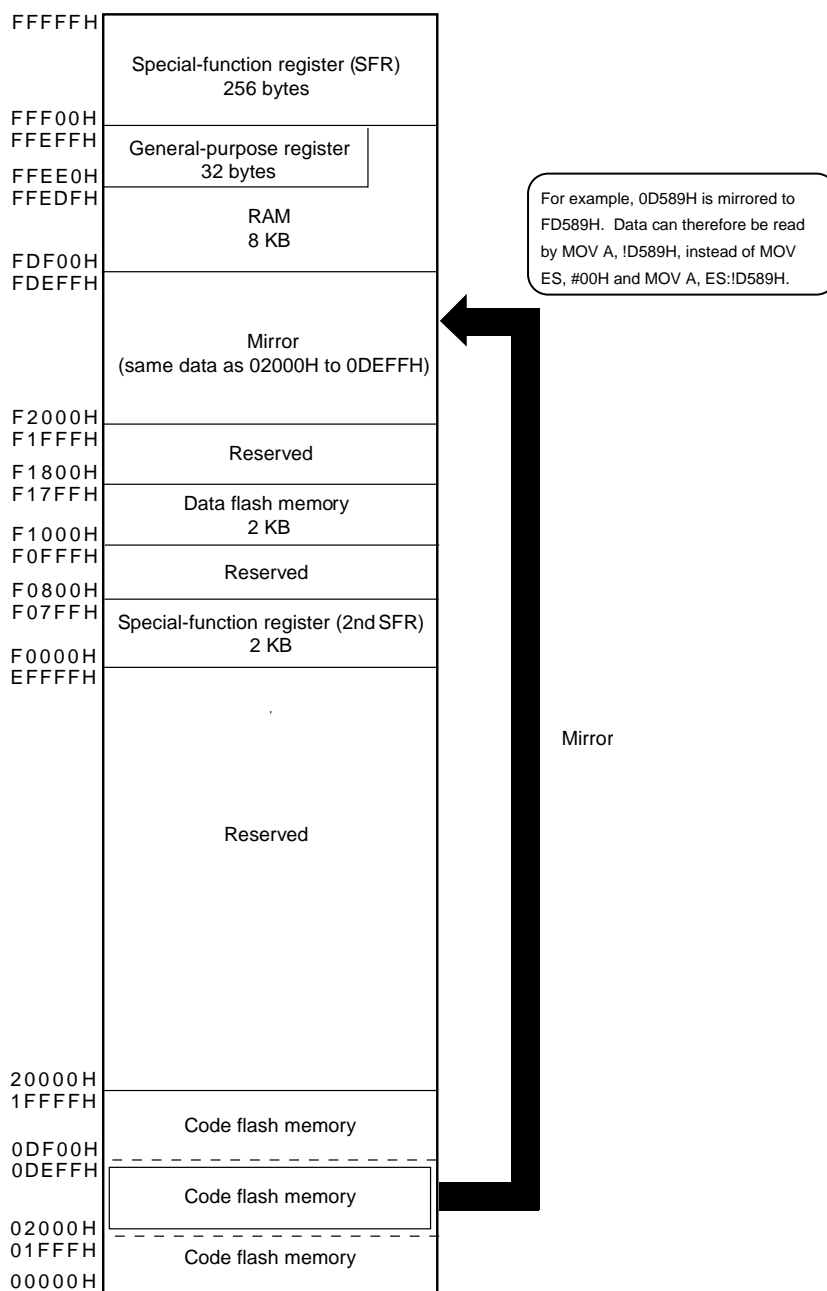 FFFFFH
Special-function register (SFR)
256 bytes
FFF00H
FFEFFH
General-purpose register
32 bytes
FFEE0H
FFEDFH
RAM
8 KB
FDF00H
FDEFFH
For example, 0D589H is mirrored to
FD589H. Data can therefore be read
by MOV A, !D589H, instead of MOV
ES, #00H and MOV A, ES:!D589H.
Mirror
(same data as 02000H to 0DEFFH)
F2000H
F1FFFH
Reserved
F1800H
F17FFH
Data flash memory
2 KB
F1000H
F0FFFH
Reserved
F0800H
F07FFH
Special-function register (2nd SFR)
2 KB
F0000H
EFFFFH
Mirror
Reserved
20000H
1FFFFH
Code flash memory
0DF00H
0DEFFH
Code flash memory
02000H
01FFFH
Code flash memory
00000H